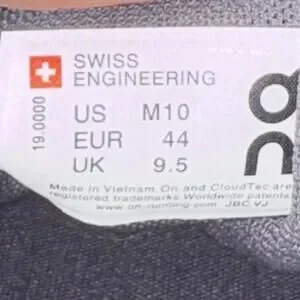 SWISS
ENGINEERING
US M10
EUR 44
UK 9.5
19.0000
on
Made in Vietnam. On and CloudTec are
registered trademarks Worldwide patents
www.on-running.com JBC VJ